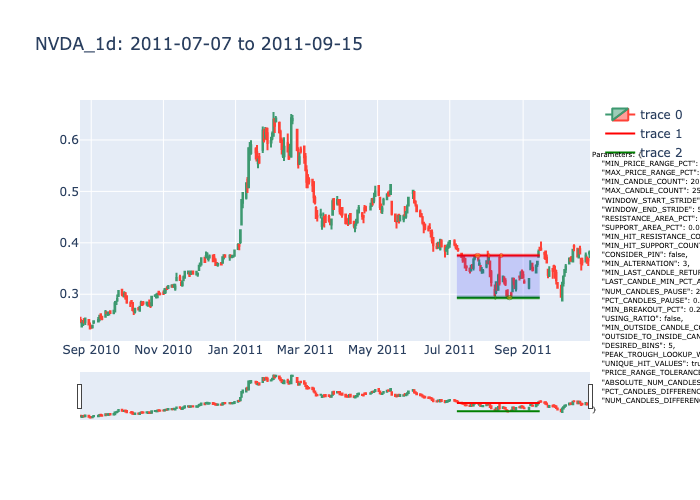 NVDA_1d: 2011-07-07 to 2011-09-15
0.6
0.5
0.4
0.3
Sep 2010
Nov 2010
Jan 2011
Mar 2011
May 2011
Jul 2011
Sep 2011
trace 0
trace 1
trace 2
Parameters: {
"MIN_PRICE_RANGE_PCT":
"MAX_PRICE_RANGE_PCT":
"MIN_CANDLE_COUNT": 20
"MAX_CANDLE_COUNT": 25
"WINDOW_START_STRIDE"
"WINDOW_END_STRIDE": 5
"RESISTANCE_AREA_PCT":
"SUPPORT_AREA_PCT": 0.0
"MIN_HIT_RESISTANCE_CO
"MIN_HIT_SUPPORT_COUNT
"CONSIDER_PIN": false,
"MIN_ALTERNATION": 3,
"MIN_LAST_CANDLE_RETUR
"LAST_CANDLE_MIN_PCT_A
"NUM_CANDLES_PAUSE": 2
"PCT_CANDLES_PAUSE": 0.
"MIN_BREAKOUT_PCT": 0.2
"USING_RATIO": false,
"MIN_OUTSIDE_CANDLE_CO
"OUTSIDE_TO_INSIDE_CAN
"DESIRED_BINS": 5,
"PEAK_TROUGH_LOOKUP_W
"UNIQUE_HIT_VALUES": tru
"PRICE_RANGE_TOLERANC
"ABSOLUTE_NUM_CANDLES
"PCT_CANDLES_DIFFERENC
"NUM_CANDLES_DIFFEREN
}